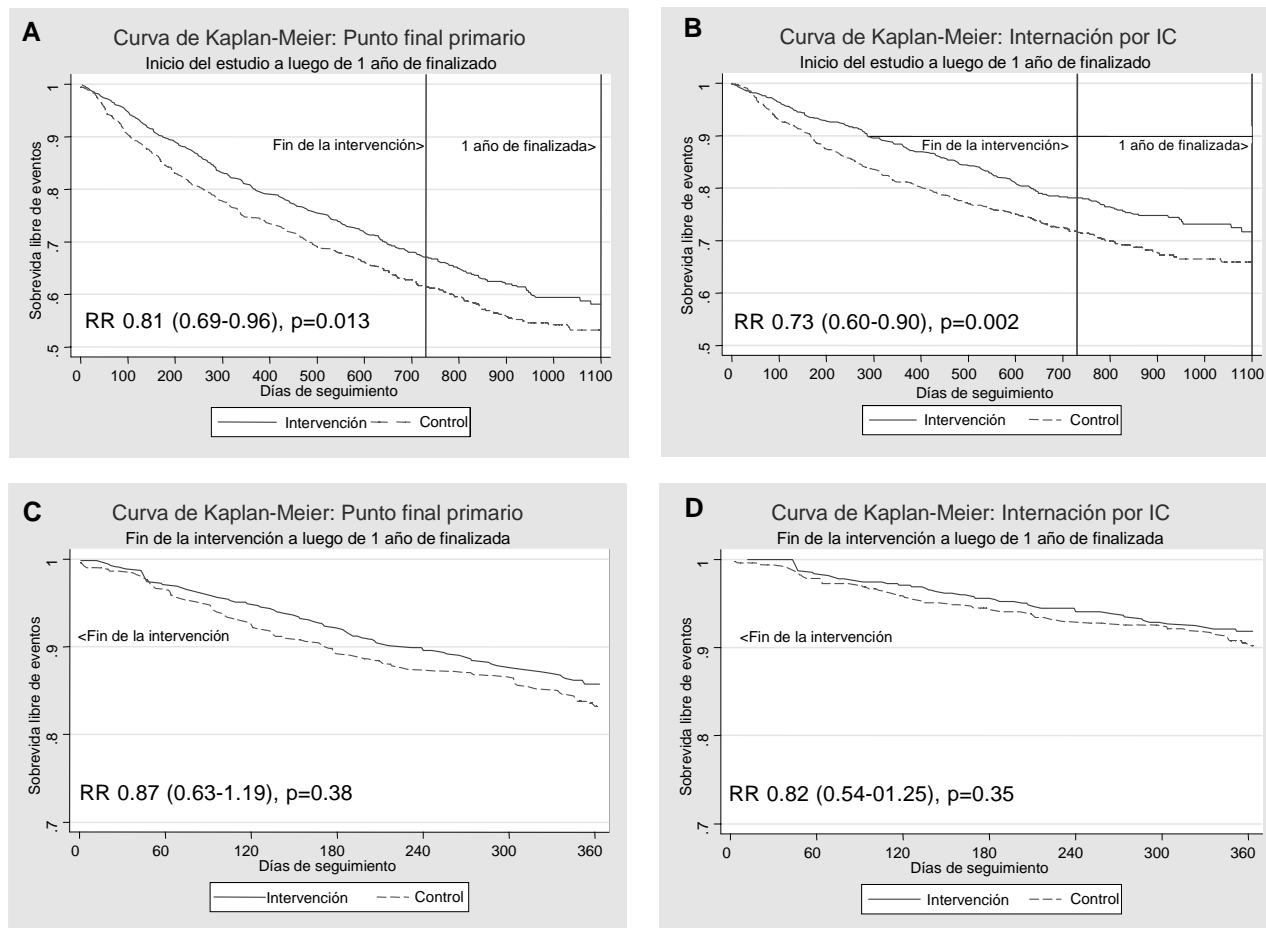 A
Curva de Kaplan-Meier: Punto final primario
Inicio del estudio a luego de 1 año de finalizado
Sobrevida libre de eventos
1
.9
.8
.7
.6
.5
Fin de la intervención>
1 año de finalizada>
RR 0.81 (0.69-0.96), p=0.013
0 100 200 300 400 500 600 700 800 900 1000 1100
Días de seguimiento
Intervención Control
B
Curva de Kaplan-Meier: Internación por IC
Inicio del estudio a luego de 1 año de finalizado
Sobrevida libre de eventos
1
.9
.8
.7
.6
.5
Fin de la intervención>
1 año de finalizada>
RR 0.73 (0.60-0.90), p=0.002
0 100 200 300 400 500 600 700 800 900 1000 1100
Días de seguimiento
Intervención Control
C
Curva de Kaplan-Meier: Punto final primario
Fin de la intervención a luego de 1 año de finalizada
Sobrevida libre de eventos
1
.9
.8
.7
<Fin de la intervención
RR 0.87 (0.63-1.19), p=0.38
0 60 120 180 240 300 360
Días de seguimiento
Intervención Control
D
Curva de Kaplan-Meier: Internación por IC
Fin de la intervención a luego de 1 año de finalizada
Sobrevida libre de eventos
1
.9
.8
.7
<Fin de la intervención
RR 0.82 (0.54-01.25), p=0.35
0 60 120 180 240 300 360
Días de seguimiento
Intervención Control